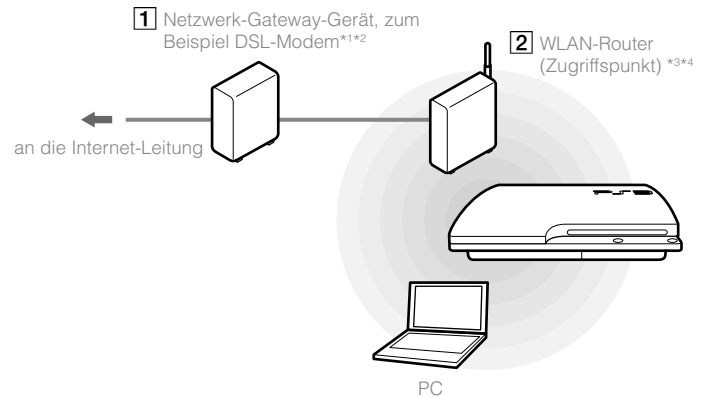 1 Netzwerk-Gateway-Gerät, zum
Beispiel DSL-Modem*1*2
2 WLAN-Router
(Zugriffspunkt) *3*4
an die Internet-Leitung
PS3
PC